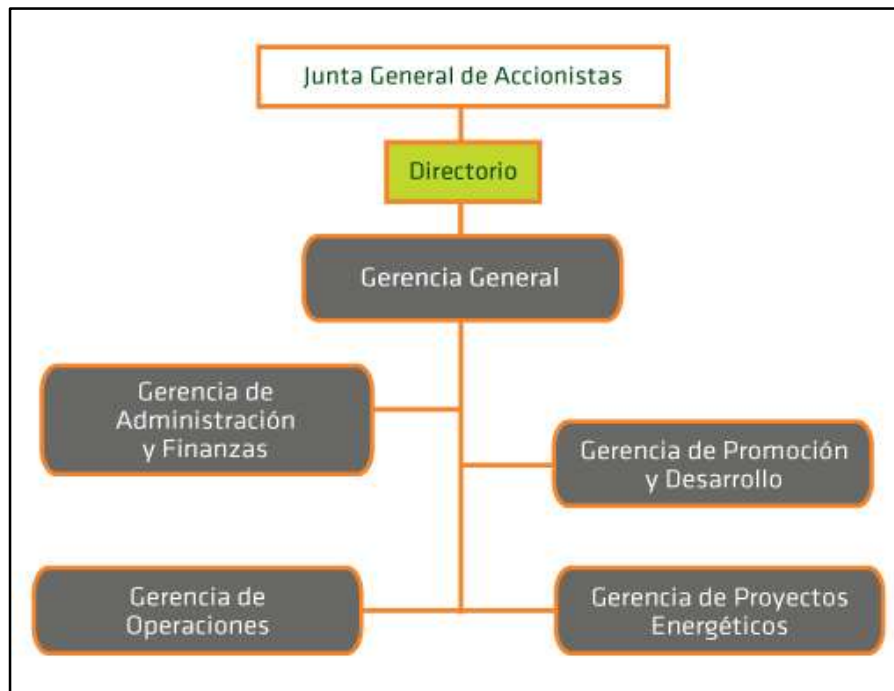 Junta General de Accionistas
Directorio
Gerencia General
Gerencia de
Administración
y Finanzas
Gerencia de Promoción
y Desarrollo
Gerencia de
Operaciones
Gerencia de Proyectos
Energéticos